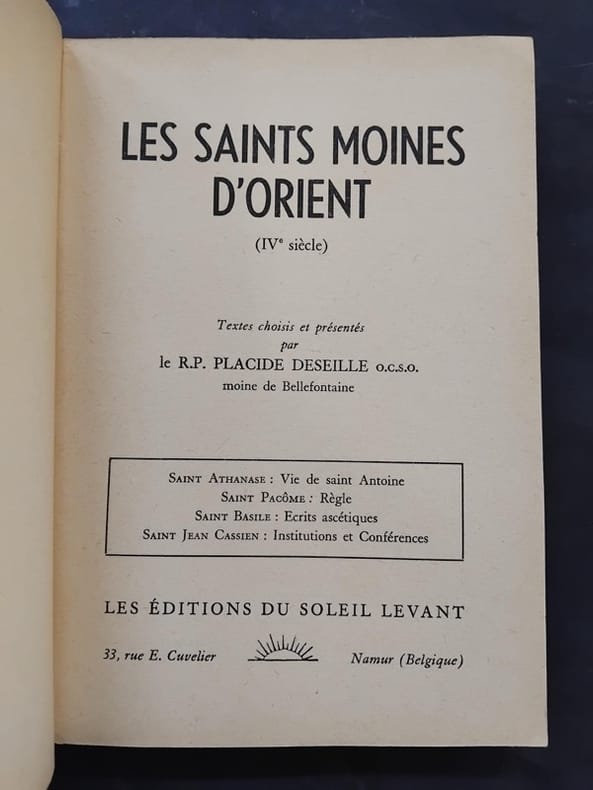 LES SAINTS MOINES
D'ORIENT
(IVe siècle)
Textes choisis et présentés
par
le R.P. PLACIDE DESEILLE o.c.s.o.
moine de Bellefontaine
SAINT ATHANASE : Vie de saint Antoine
SAINT PACÔME : Règle
SAINT BASILE : Ecrits ascétiques
SAINT JEAN CASSIEN : Institutions et Conférences
LES ÉDITIONS DU SOLEIL LEVANT
33, rue E. Cuvelier Namur (Belgique)